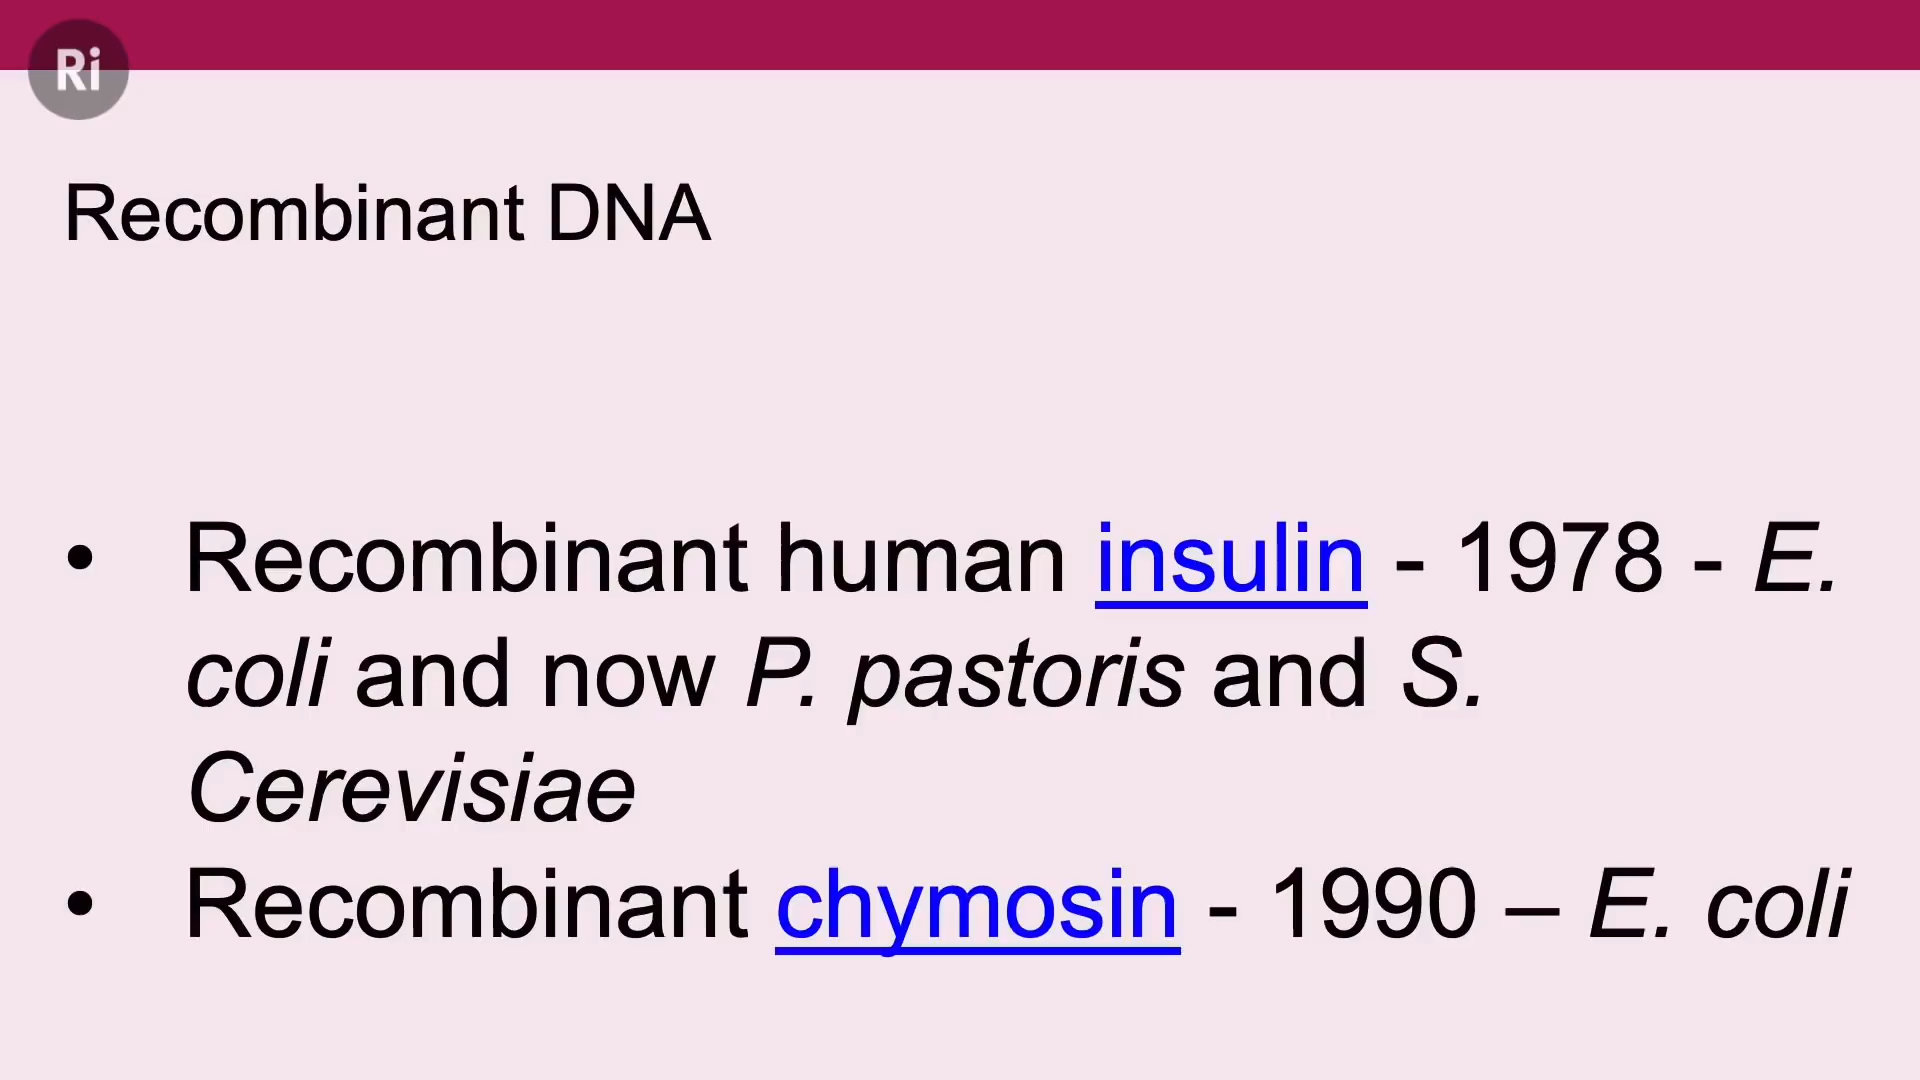 Ri
Recombinant DNA
• Recombinant human insulin - 1978 - E.
coli and now P. pastoris and S.
Cerevisiae
• Recombinant chymosin - 1990 – E. coli